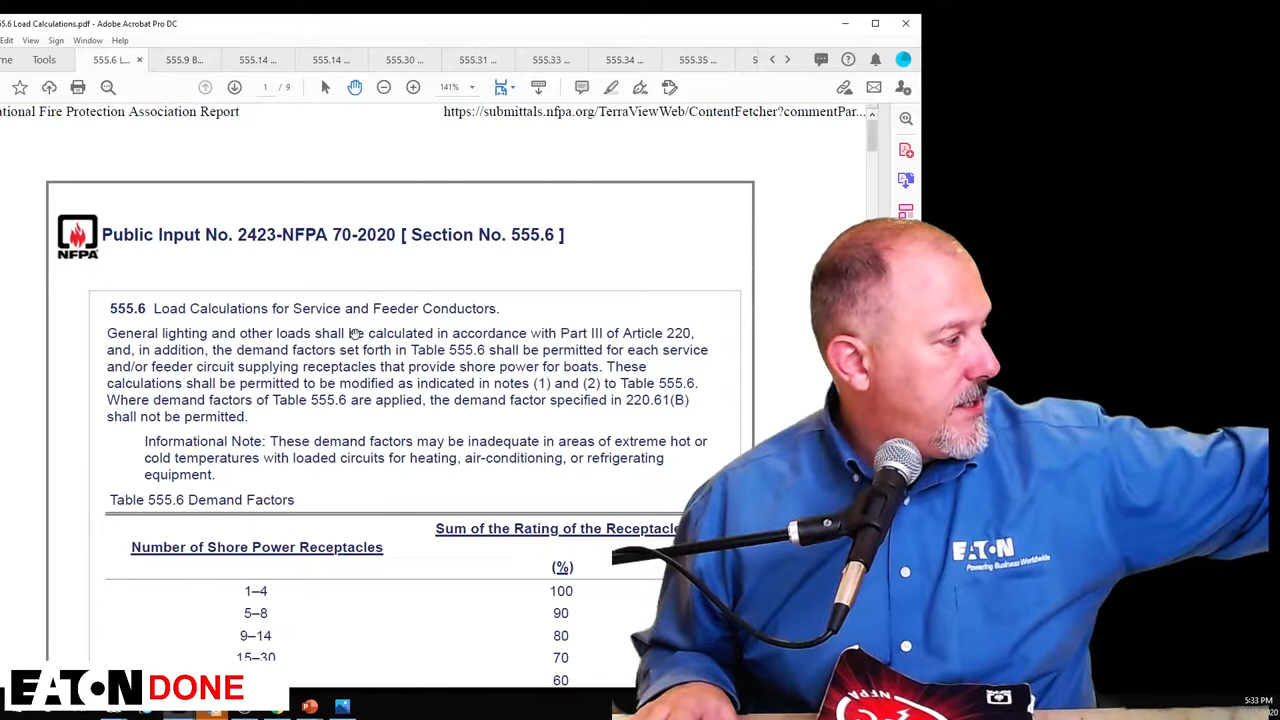 55.6 Load Calculations.pdf - Adobe Acrobat Pro DC
Edit View Sign Window Help
me Tools 555.6 L... × 555.9 B 555.14 ... 555.14 ... 555.30 ... 555.31 ... 555.33 ... 555.34 ... 555.35 ... 5
1 / 9 141%
ational Fire Protection Association Report https://submittals.nfpa.org/TerraViewWeb/ContentFetcher?commentPar...
NFPA
Public Input No. 2423-NFPA 70-2020 [ Section No. 555.6 ]
555.6 Load Calculations for Service and Feeder Conductors.
General lighting and other loads shall be calculated in accordance with Part III of Article 220,
and, in addition, the demand factors set forth in Table 555.6 shall be permitted for each service
and/or feeder circuit supplying receptacles that provide shore power for boats. These
calculations shall be permitted to be modified as indicated in notes (1) and (2) to Table 555.6.
Where demand factors of Table 555.6 are applied, the demand factor specified in 220.61(B)
shall not be permitted.
Informational Note: These demand factors may be inadequate in areas of extreme hot or
cold temperatures with loaded circuits for heating, air-conditioning, or refrigerating
equipment.
Table 555.6 Demand Factors
Number of Shore Power Receptacles
Sum of the Rating of the Receptacle
(%)
1–4 100
5–8 90
9–14 80
15–30 70
60
EATON
Powering Business Worldwide
NFPA
EATON DONE
5:33 PM